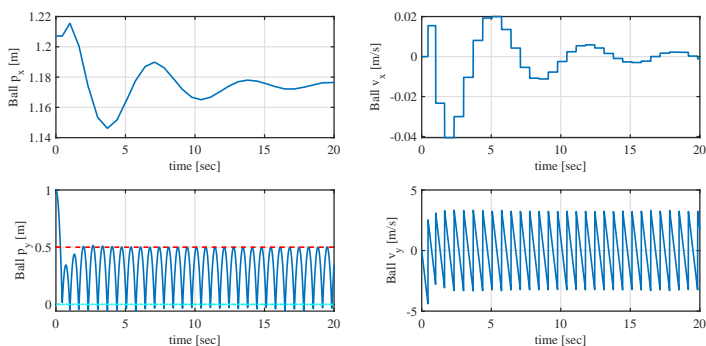 1.22
1.2
1.18
1.16
1.14
Ball p_x [m]
0 5 10 15 20
time [sec]
0.02
0
-0.02
-0.04
Ball v_x [m/s]
0 5 10 15 20
time [sec]
1
0.5
0
Ball p_y [m]
0 5 10 15 20
time [sec]
5
0
-5
Ball v_y [m/s]
0 5 10 15 20
time [sec]